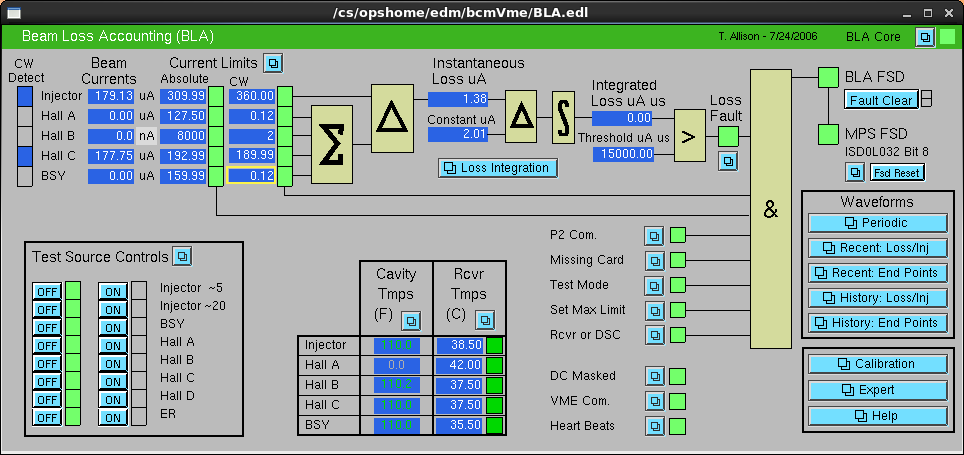 /cs/opshome/edm/bcmVme/BLA.edl
Beam Loss Accounting (BLA)
T. Allison - 7/24/2006
BLA Core
CW
Detect
Beam
Currents
Current Limits
Absolute
CW
Injector 179.13 uA 309.99 360.00
Hall A 0.00 uA 127.50 0.12
Hall B 0.0 nA 8000 2
Hall C 177.75 uA 192.99 189.99
BSY 0.00 uA 159.99 0.12
Σ
Δ
Instantaneous
Loss uA
1.38
Constant uA
2.01
Δ
∫
Integrated
Loss uA us
0.00
Threshold uA us
15000.00
>
Loss
Fault
Loss Integration
&
BLA FSD
Fault Clear
MPS FSD
ISD0L032 Bit 8
Fsd Reset
Waveforms
Periodic
Recent: Loss/Inj
Recent: End Points
History: Loss/Inj
History: End Points
Calibration
Expert
Help
P2 Com.
Missing Card
Test Mode
Set Max Limit
Rcvr or DSC
DC Masked
VME Com.
Heart Beats
Test Source Controls
OFF ON Injector ~5
OFF ON Injector ~20
OFF ON BSY
OFF ON Hall A
OFF ON Hall B
OFF ON Hall C
OFF ON Hall D
OFF ON ER
Cavity
Tmps
(F)
Rcvr
Tmps
(C)
Injector 110.0 38.50
Hall A 0.0 42.00
Hall B 110.2 37.50
Hall C 110.0 37.50
BSY 110.0 35.50